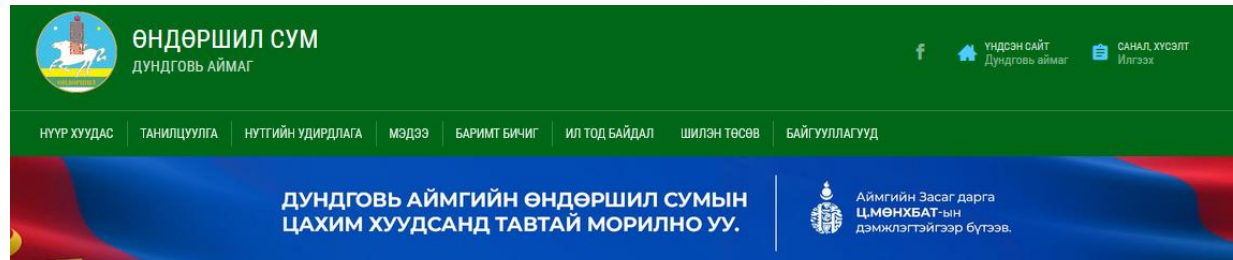 ӨНДӨРШИЛ
ӨНДӨРШИЛ СУМ
ДУНДГОВЬ АЙМАГ
f
ҮНДСЭН САЙТ
Дундговь аймаг
САНАЛ, ХҮСЭЛТ
Илгээх
НҮҮР ХУУДАС ТАНИЛЦУУЛГА НУТГИЙН УДИРДЛАГА МЭДЭЭ БАРИМТ БИЧИГ ИЛ ТОД БАЙДАЛ ШИЛЭН ТӨСӨВ БАЙГУУЛЛАГУУД
ДУНДГОВЬ АЙМГИЙН ӨНДӨРШИЛ СУМЫН
ЦАХИМ ХУУДСАНД ТАВТАЙ МОРИЛНО УУ.
Аймгийн Засаг дарга
Ц.МӨНХБАТ-ын
дэмжлэгтэйгээр бүтээв.